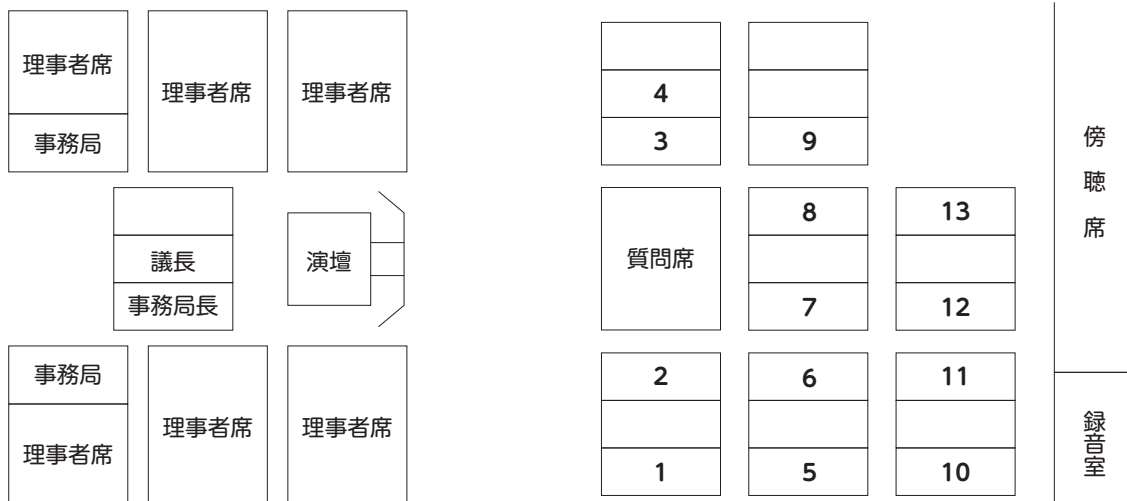 理事者席
事務局
理事者席
理事者席
議長
事務局長
演壇
事務局
理事者席
理事者席
理事者席
4
3
9
質問席
8
13
7
12
2
6
11
1
5
10
傍聴席
録音室